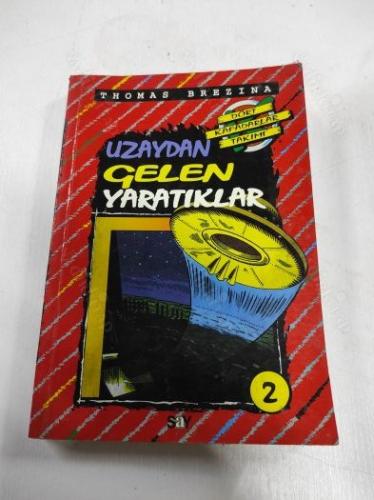 THOMAS BREZINA
DÖRT
KAFADARLAR
TAKIMI
UZAYDAN
GELEN
YARATIKLAR
2
say